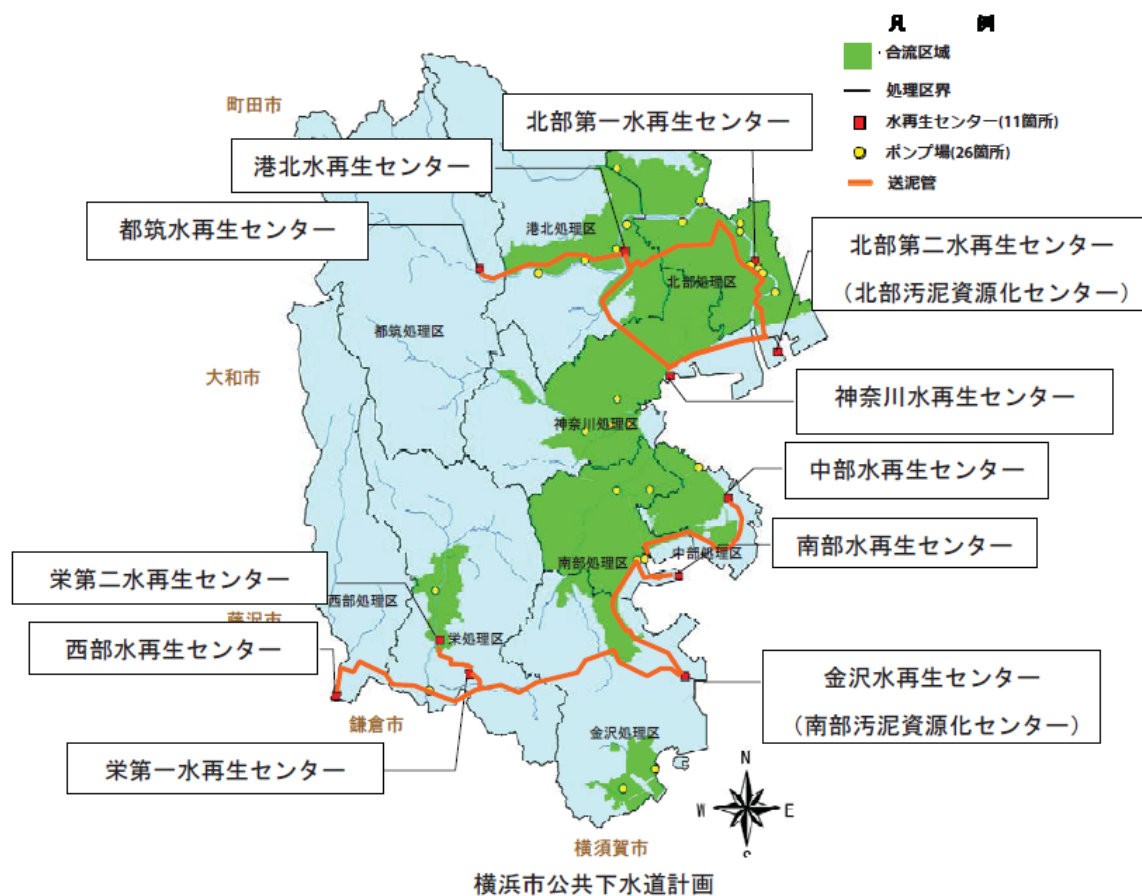 凡 例
合流区域
処理区界
水再生センター(11箇所)
ポンプ場(26箇所)
送泥管
町田市
北部第一水再生センター
港北水再生センター
都筑水再生センター
港北処理区
北部第二水再生センター
（北部汚泥資源化センター）
北部処理区
都筑処理区
大和市
神奈川水再生センター
神奈川処理区
中部水再生センター
南部水再生センター
中部処理区
南部処理区
栄第二水再生センター
西部処理区
藤沢市
栄処理区
西部水再生センター
金沢水再生センター
（南部汚泥資源化センター）
鎌倉市
金沢処理区
栄第一水再生センター
N
W E
S
横須賀市
横浜市公共下水道計画